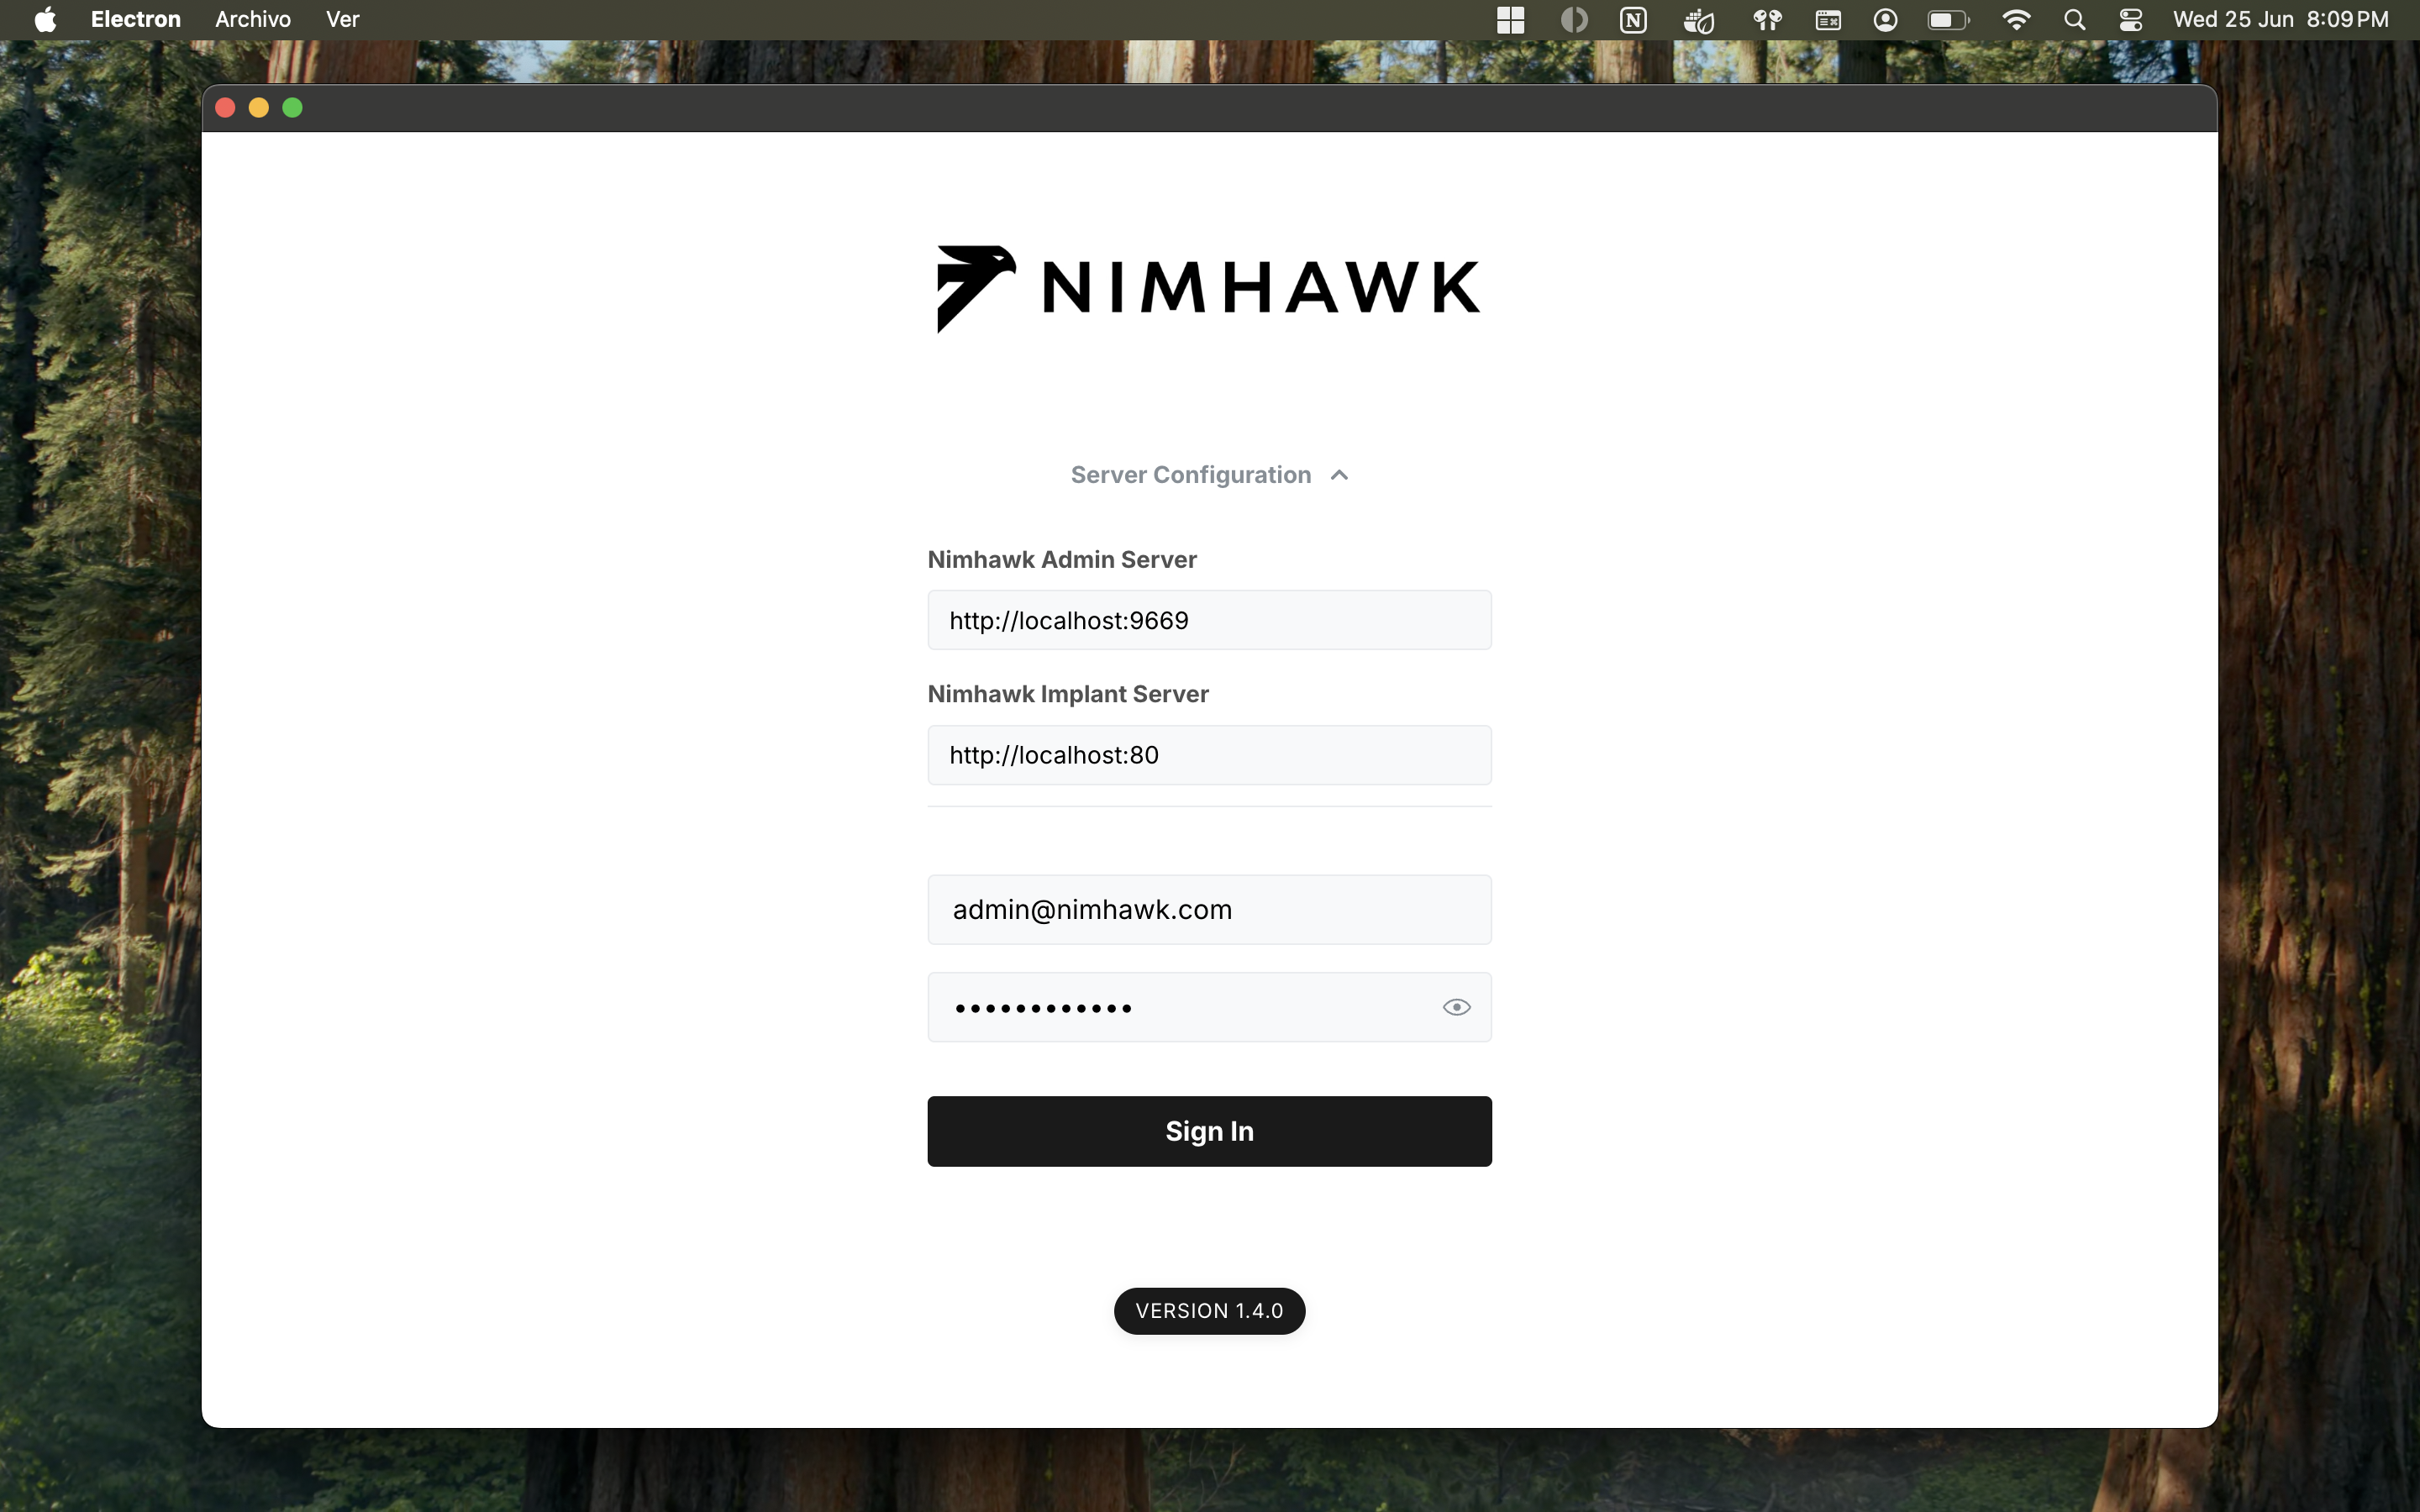 Electron Archivo Ver Wed 25 Jun 8:09 PM
NIMHAWK
Server Configuration
Nimhawk Admin Server
http://localhost:9669
Nimhawk Implant Server
http://localhost:80
admin@nimhawk.com
••••••••••••
Sign In
VERSION 1.4.0